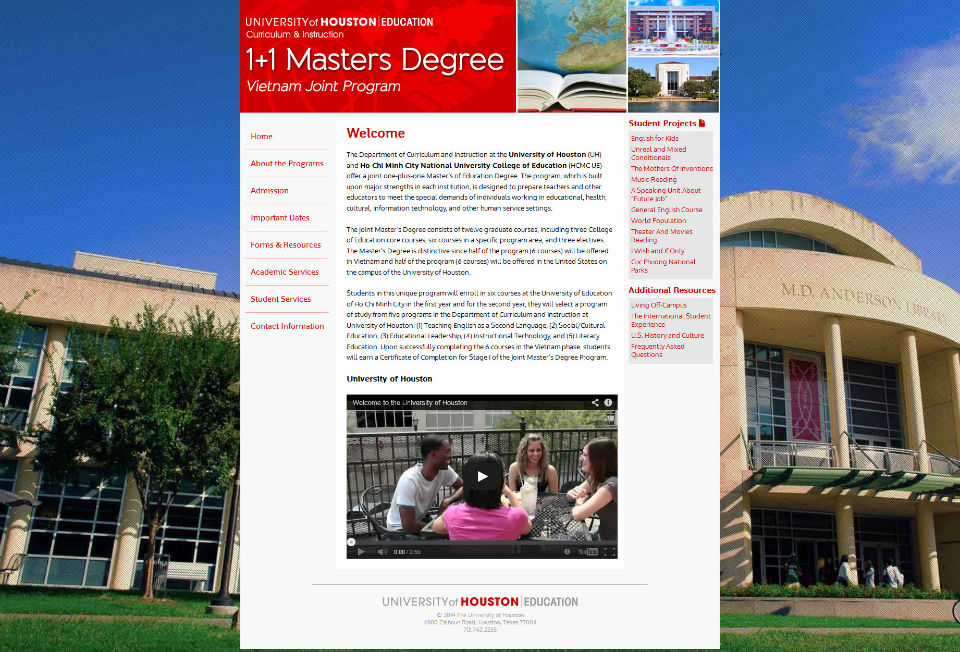 UNIVERSITY of HOUSTON | EDUCATION
Curriculum & Instruction
1+1 Masters Degree
Vietnam Joint Program
Home
About the Programs
Admission
Important Dates
Forms & Resources
Academic Services
Student Services
Contact Information
Welcome
The Department of Curriculum and Instruction at the University of Houston (UH)
and Ho Chi Minh City National University College of Education (HCMC UE)
offer a joint one-plus-one Master's of Education Degree. The program, which is built
upon major strengths in each institution, is designed to prepare teachers and other
educators to meet the special demands of individuals working in educational, health,
cultural, information technology, and other human service settings.
The Joint Master's Degree consists of twelve graduate courses, including three College
of Education core courses, six courses in a specific program area, and three electives.
The Master's Degree is distinctive since half of the program (6 courses) will be offered
in Vietnam and half of the program (6 courses) will be offered in the United States on
the campus of the University of Houston.
Students in this unique program will enroll in six courses at the University of Education
of Ho Chi Minh City in the first year and for the second year, they will select a program
of study from five programs in the Department of Curriculum and Instruction at
University of Houston: (1) Teaching English as a Second Language, (2) Social/Cultural
Education, (3) Educational Leadership, (4) Instructional Technology, and (5) Literacy
Education. Upon successfully completing the 6 courses in the Vietnam phase, students
will earn a Certificate of Completion for Stage I of the Joint Master's Degree Program.
University of Houston
Welcome to the University of Houston
0:00 / 2:59
YouTube
Student Projects
English for Kids
Unreal and Mixed
Conditionals
The Mothers Of Inventions
Music Reading
A Speaking Unit About
"Future Job"
General English Course
World Population
Theater And Movies
Reading
I Wish and If Only
Cuc Phuong National
Parks
Additional Resources
Living Off-Campus
The International Student
Experience
U.S. History and Culture
Frequently Asked
Questions
M.D. ANDERSON LIBRARY
UNIVERSITY of HOUSTON | EDUCATION
© 2014 The University of Houston
4800 Calhoun Road, Houston, Texas 77004
713.743.2255